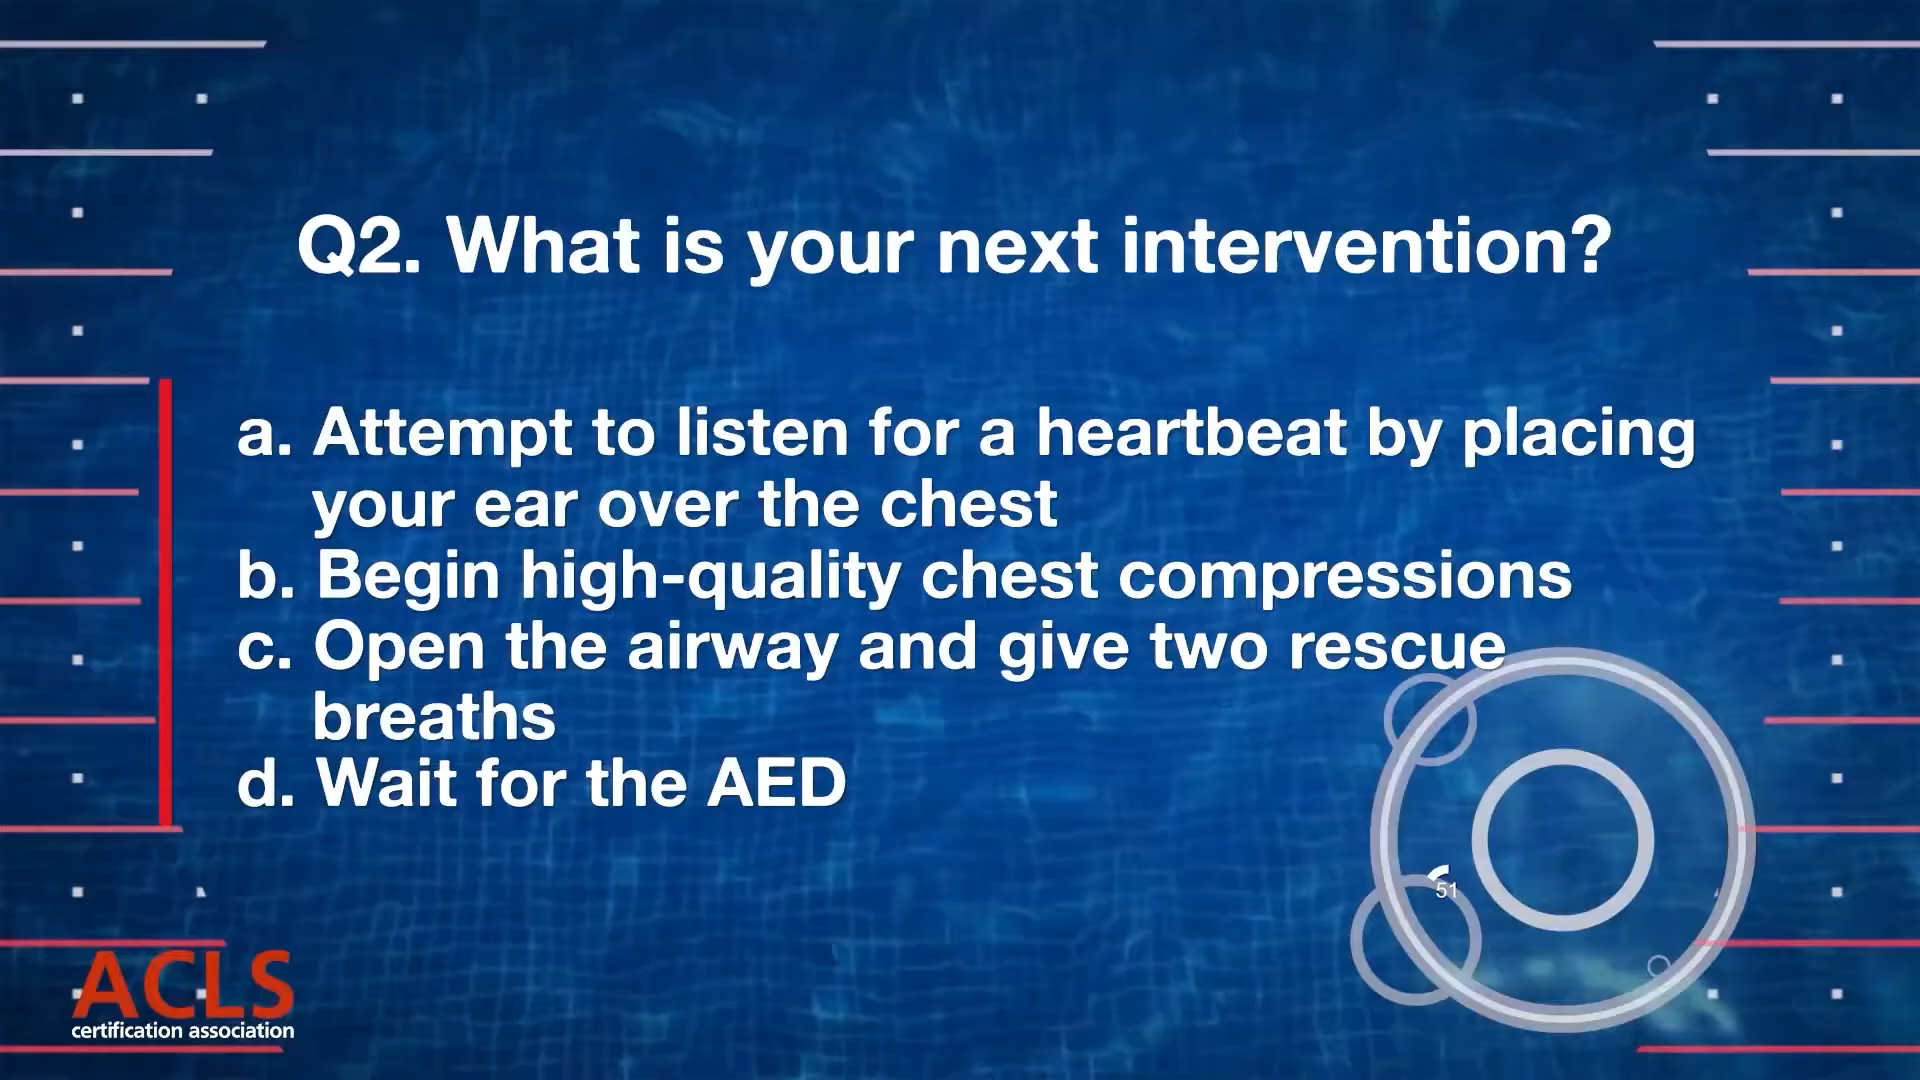 Q2. What is your next intervention?
a. Attempt to listen for a heartbeat by placing
your ear over the chest
b. Begin high-quality chest compressions
c. Open the airway and give two rescue
breaths
d. Wait for the AED
51
ACLS
certification association